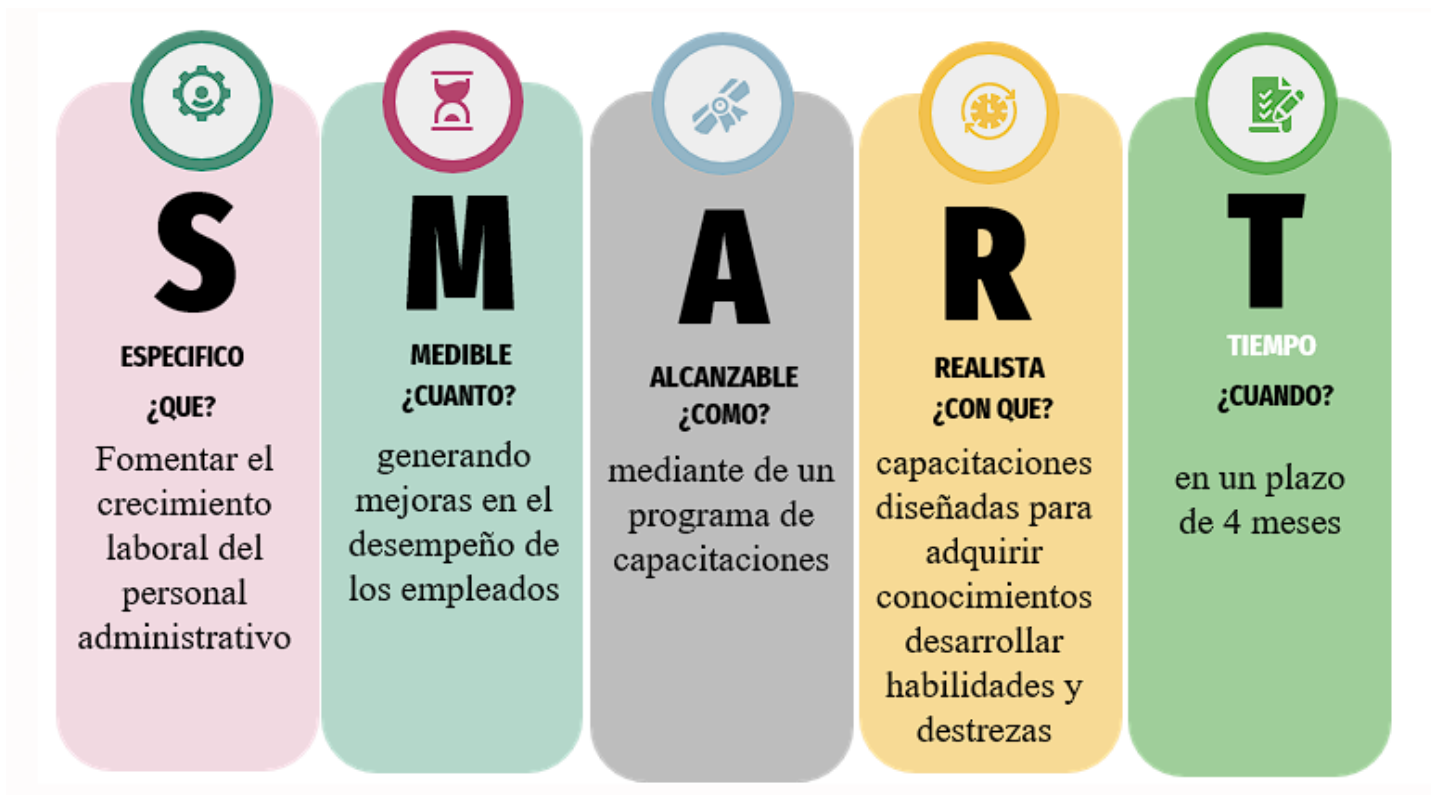 S
ESPECIFICO
¿QUE?
Fomentar el
crecimiento
laboral del
personal
administrativo
M
MEDIBLE
¿CUANTO?
generando
mejoras en el
desempeño de
los empleados
A
ALCANZABLE
¿COMO?
mediante de un
programa de
capacitaciones
R
REALISTA
¿CON QUE?
capacitaciones
diseñadas para
adquirir
conocimientos
desarrollar
habilidades y
destrezas
T
TIEMPO
¿CUANDO?
en un plazo
de 4 meses